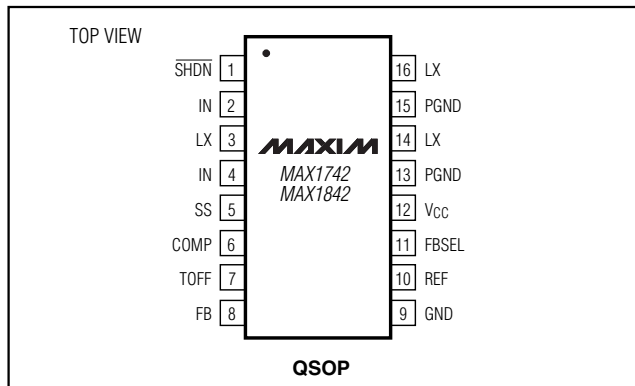 TOP VIEW
SHDN 1
IN 2
LX 3
IN 4
SS 5
COMP 6
TOFF 7
FB 8
MAXIM
MAX1742
MAX1842
16 LX
15 PGND
14 LX
13 PGND
12 VCC
11 FBSEL
10 REF
9 GND
QSOP